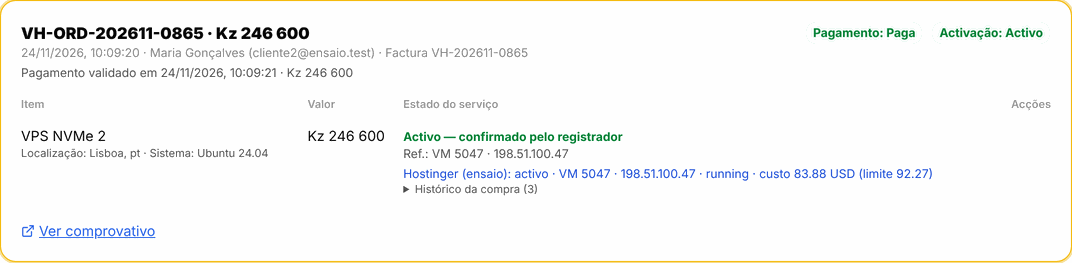 VH-ORD-202611-0865 · Kz 246 600
Pagamento: Paga
Activação: Activo
24/11/2026, 10:09:20 · Maria Gonçalves (cliente2@ensaio.test) · Factura VH-202611-0865
Pagamento validado em 24/11/2026, 10:09:21 · Kz 246 600
Item
Valor
Estado do serviço
Acções
VPS NVMe 2
Kz 246 600
Activo — confirmado pelo registrador
Localização: Lisboa, pt · Sistema: Ubuntu 24.04
Ref.: VM 5047 · 198.51.100.47
Hostinger (ensaio): activo · VM 5047 · 198.51.100.47 · running · custo 83.88 USD (limite 92.27)
Histórico da compra (3)
Ver comprovativo